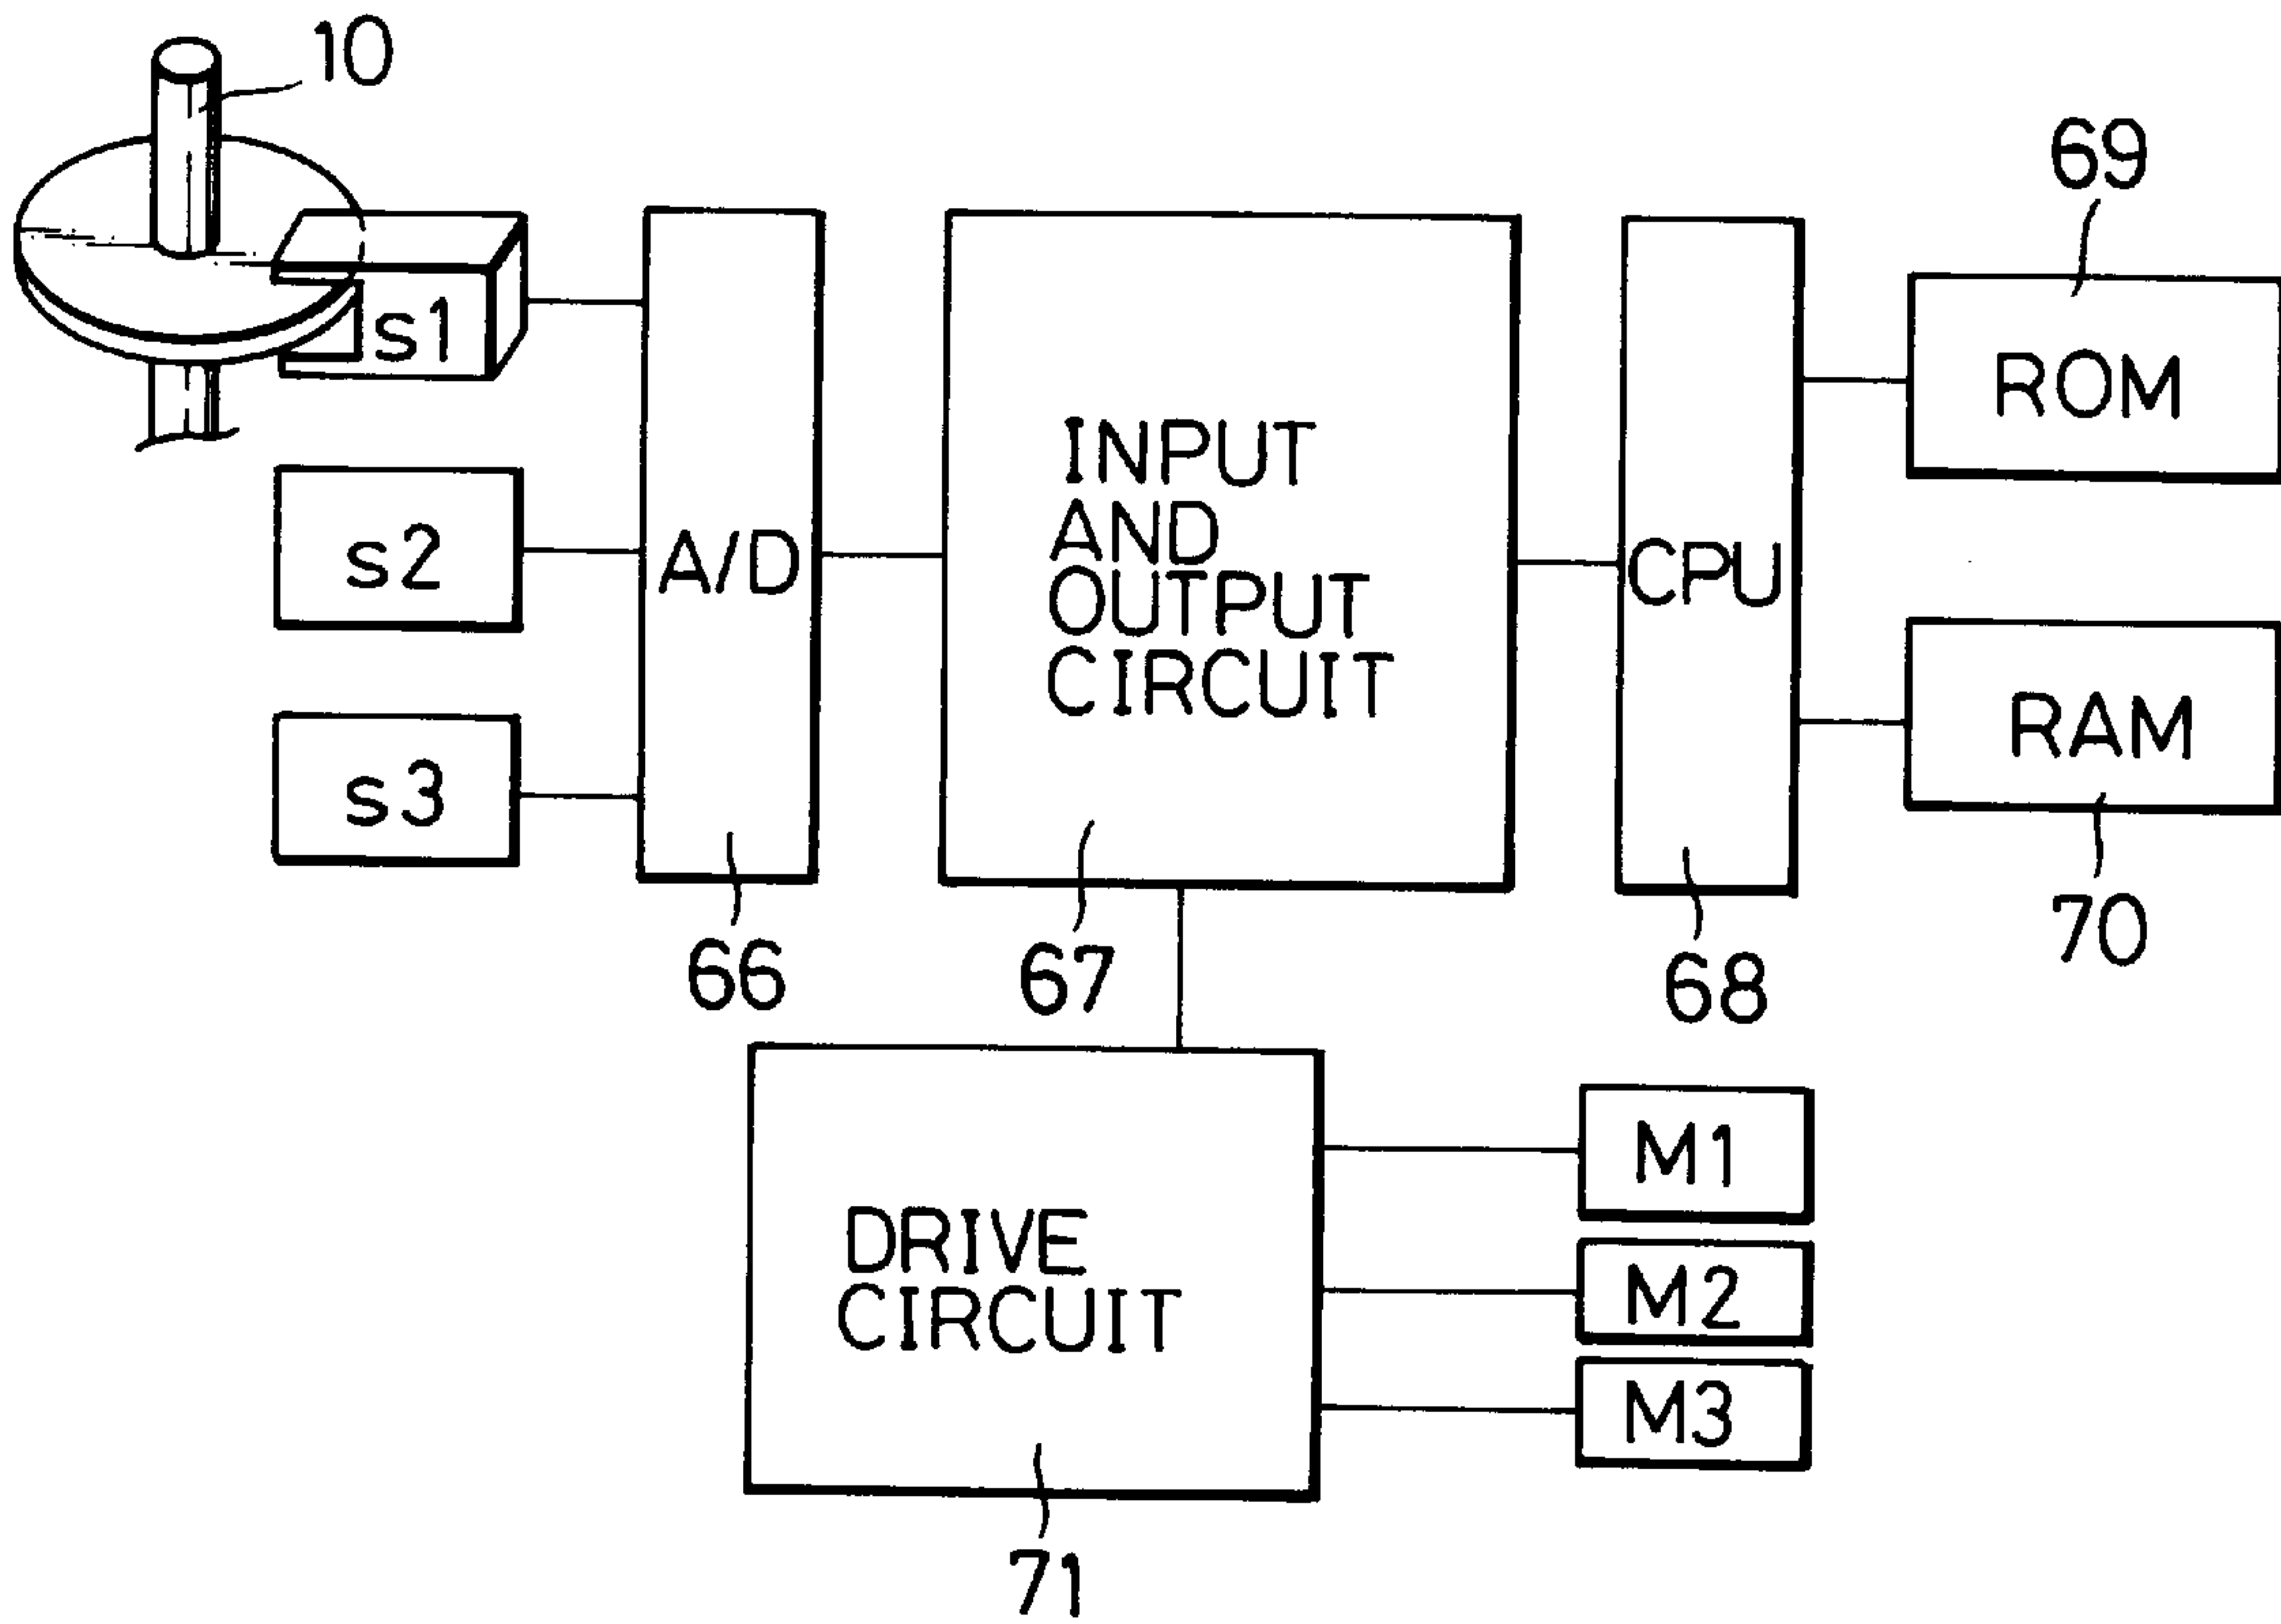 10
69
s1
ROM
INPUT
AND
OUTPUT
CIRCUIT
s2
A/D
CPU
RAM
s3
66
67
68
70
M1
DRIVE
CIRCUIT
M2
M3
71